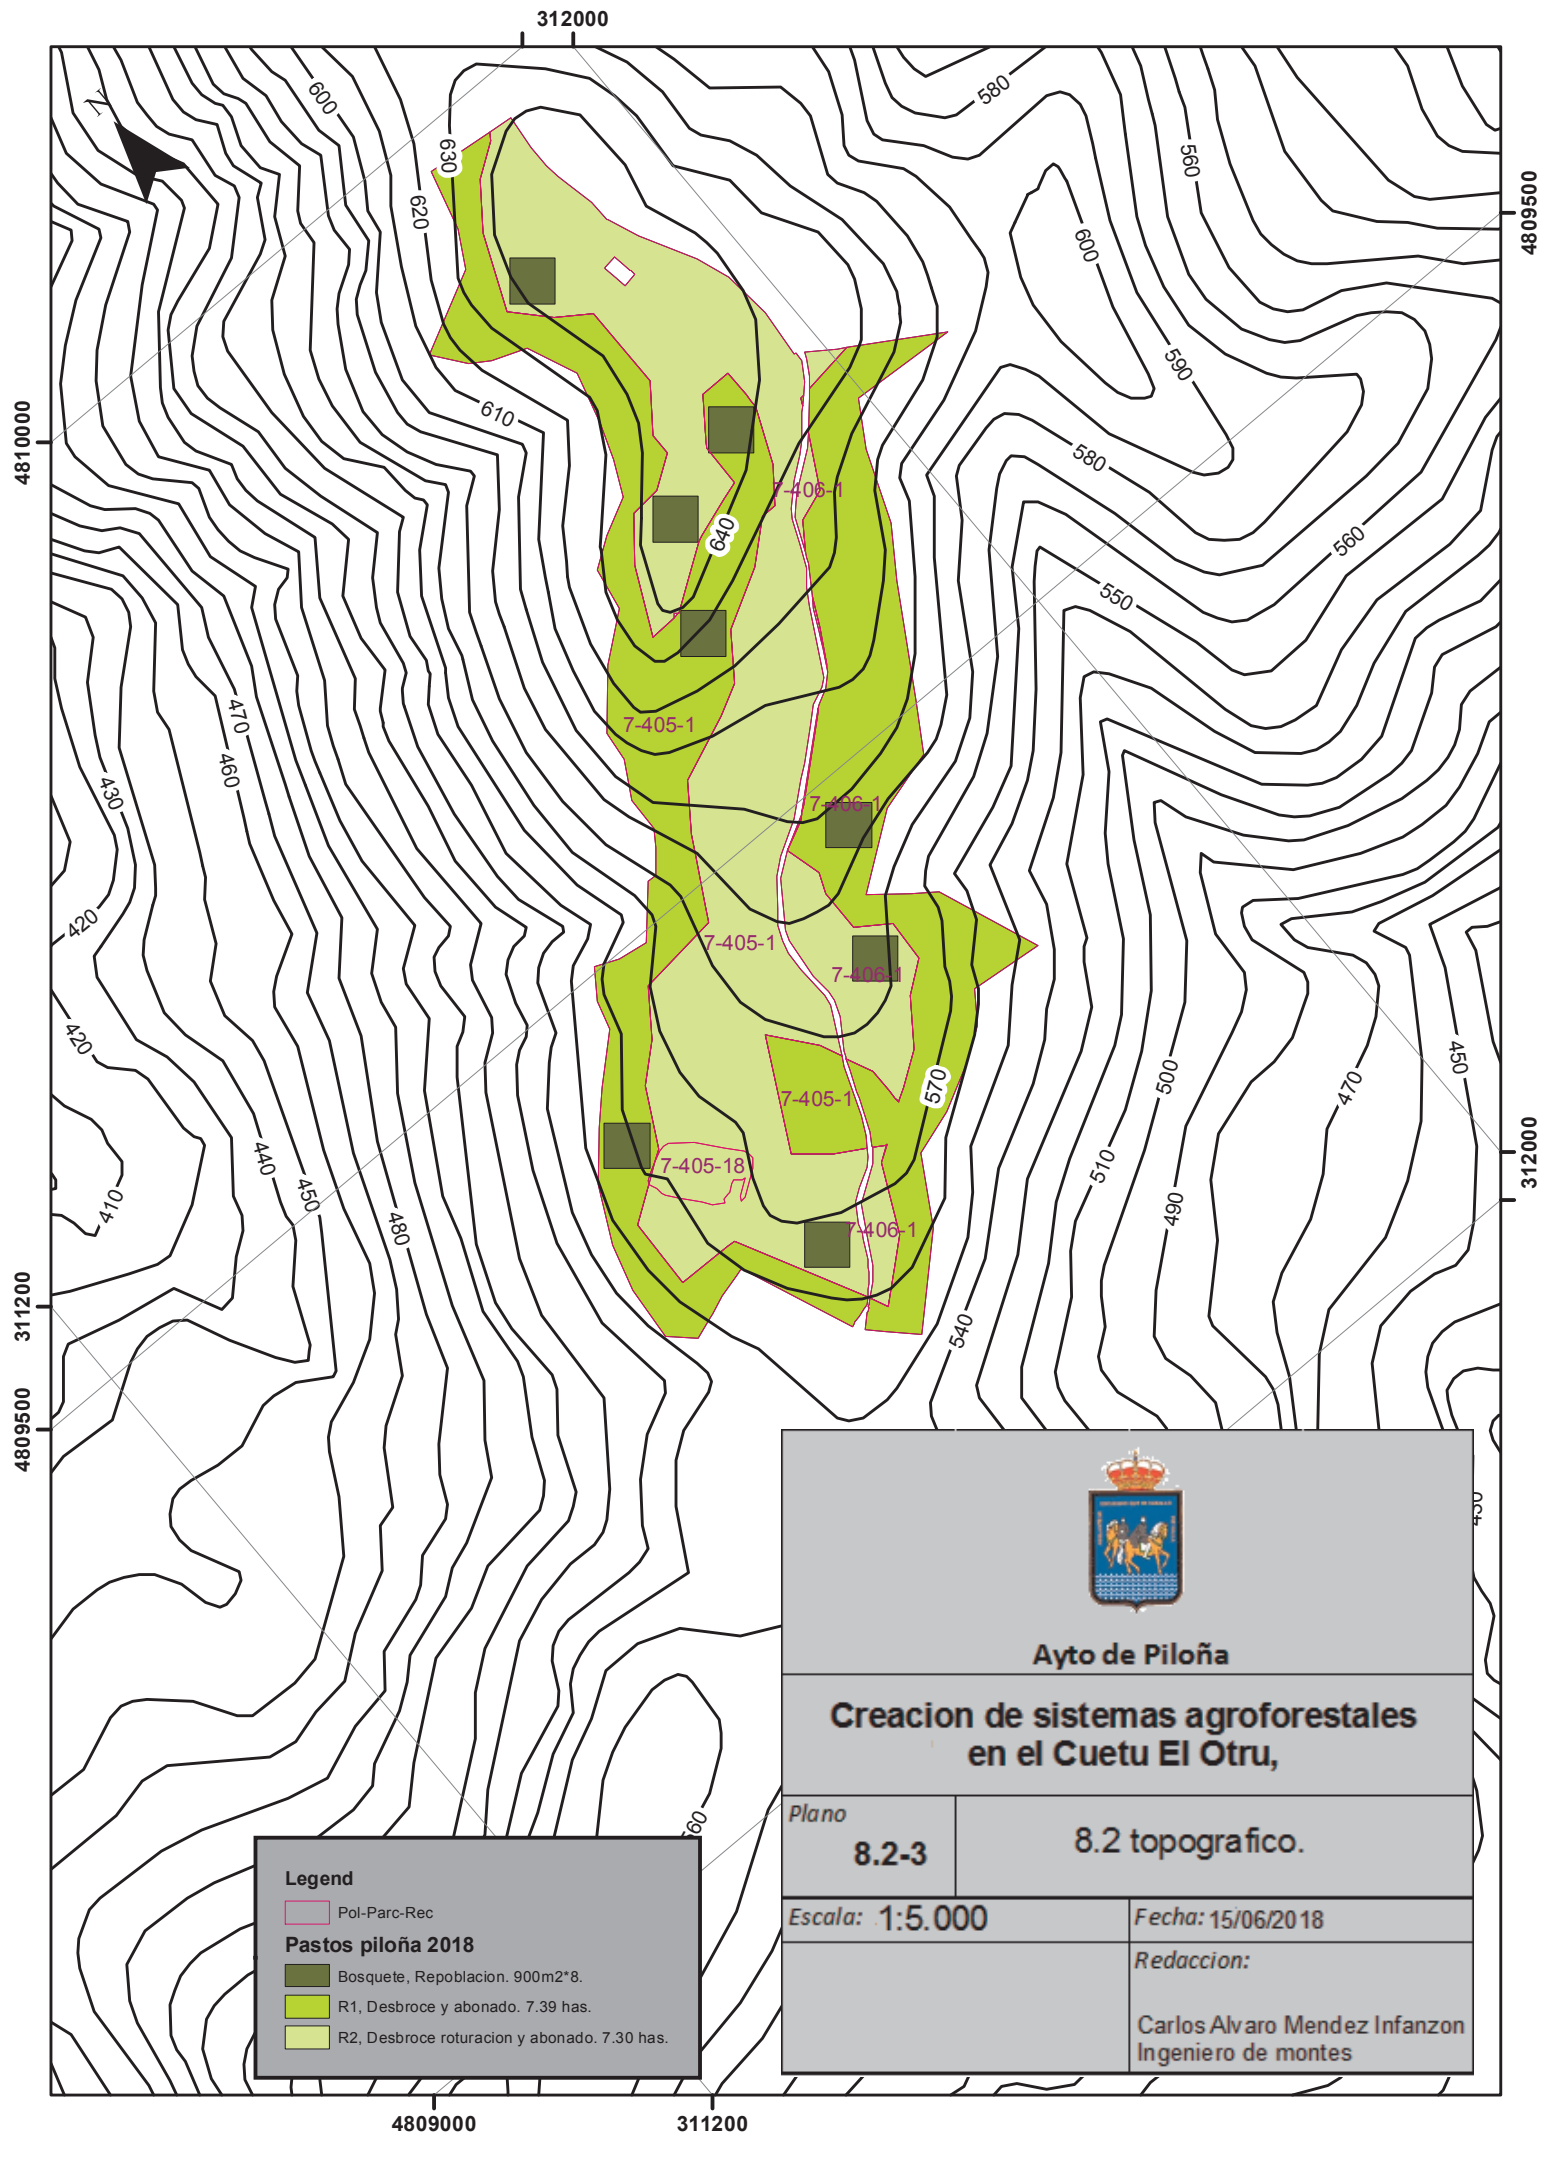 312000
N
600
580
630
560
620
4809500
600
590
610
4810000
580
7-406-1
640
560
550
470
7-405-1
460
430
7-406-1
420
7-405-1
7-406-1
420
450
500
570
470
7-405-1
510
440
7-405-18
312000
450
410
490
480
7-406-1
311200
540
4809500
Ayto de Piloña
Creacion de sistemas agroforestales
en el Cuetu El Otru,
Plano
8.2-3
8.2 topografico.
Escala: 1:5.000
Fecha: 15/06/2018
Redaccion:
Carlos Alvaro Mendez Infanzon
Ingeniero de montes
Legend
Pol-Parc-Rec
Pastos piloña 2018
Bosquete, Repoblacion. 900m2*8.
R1, Desbroce y abonado. 7.39 has.
R2, Desbroce roturacion y abonado. 7.30 has.
4809000
311200